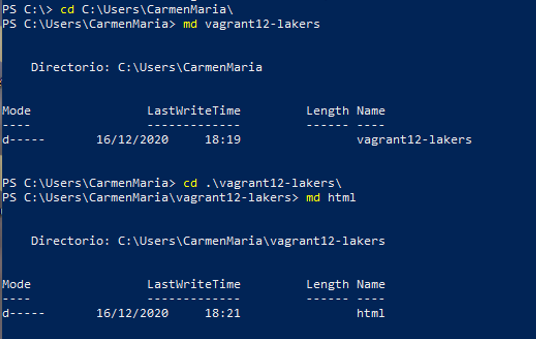 PS C:\> cd C:\Users\CarmenMaria\
PS C:\Users\CarmenMaria> md vagrant12-lakers
Directorio: C:\Users\CarmenMaria
Mode LastWriteTime Length Name
---- ------------- ------ ----
d----- 16/12/2020 18:19 vagrant12-lakers
PS C:\Users\CarmenMaria> cd .\vagrant12-lakers\
PS C:\Users\CarmenMaria\vagrant12-lakers> md html
Directorio: C:\Users\CarmenMaria\vagrant12-lakers
Mode LastWriteTime Length Name
---- ------------- ------ ----
d----- 16/12/2020 18:21 html